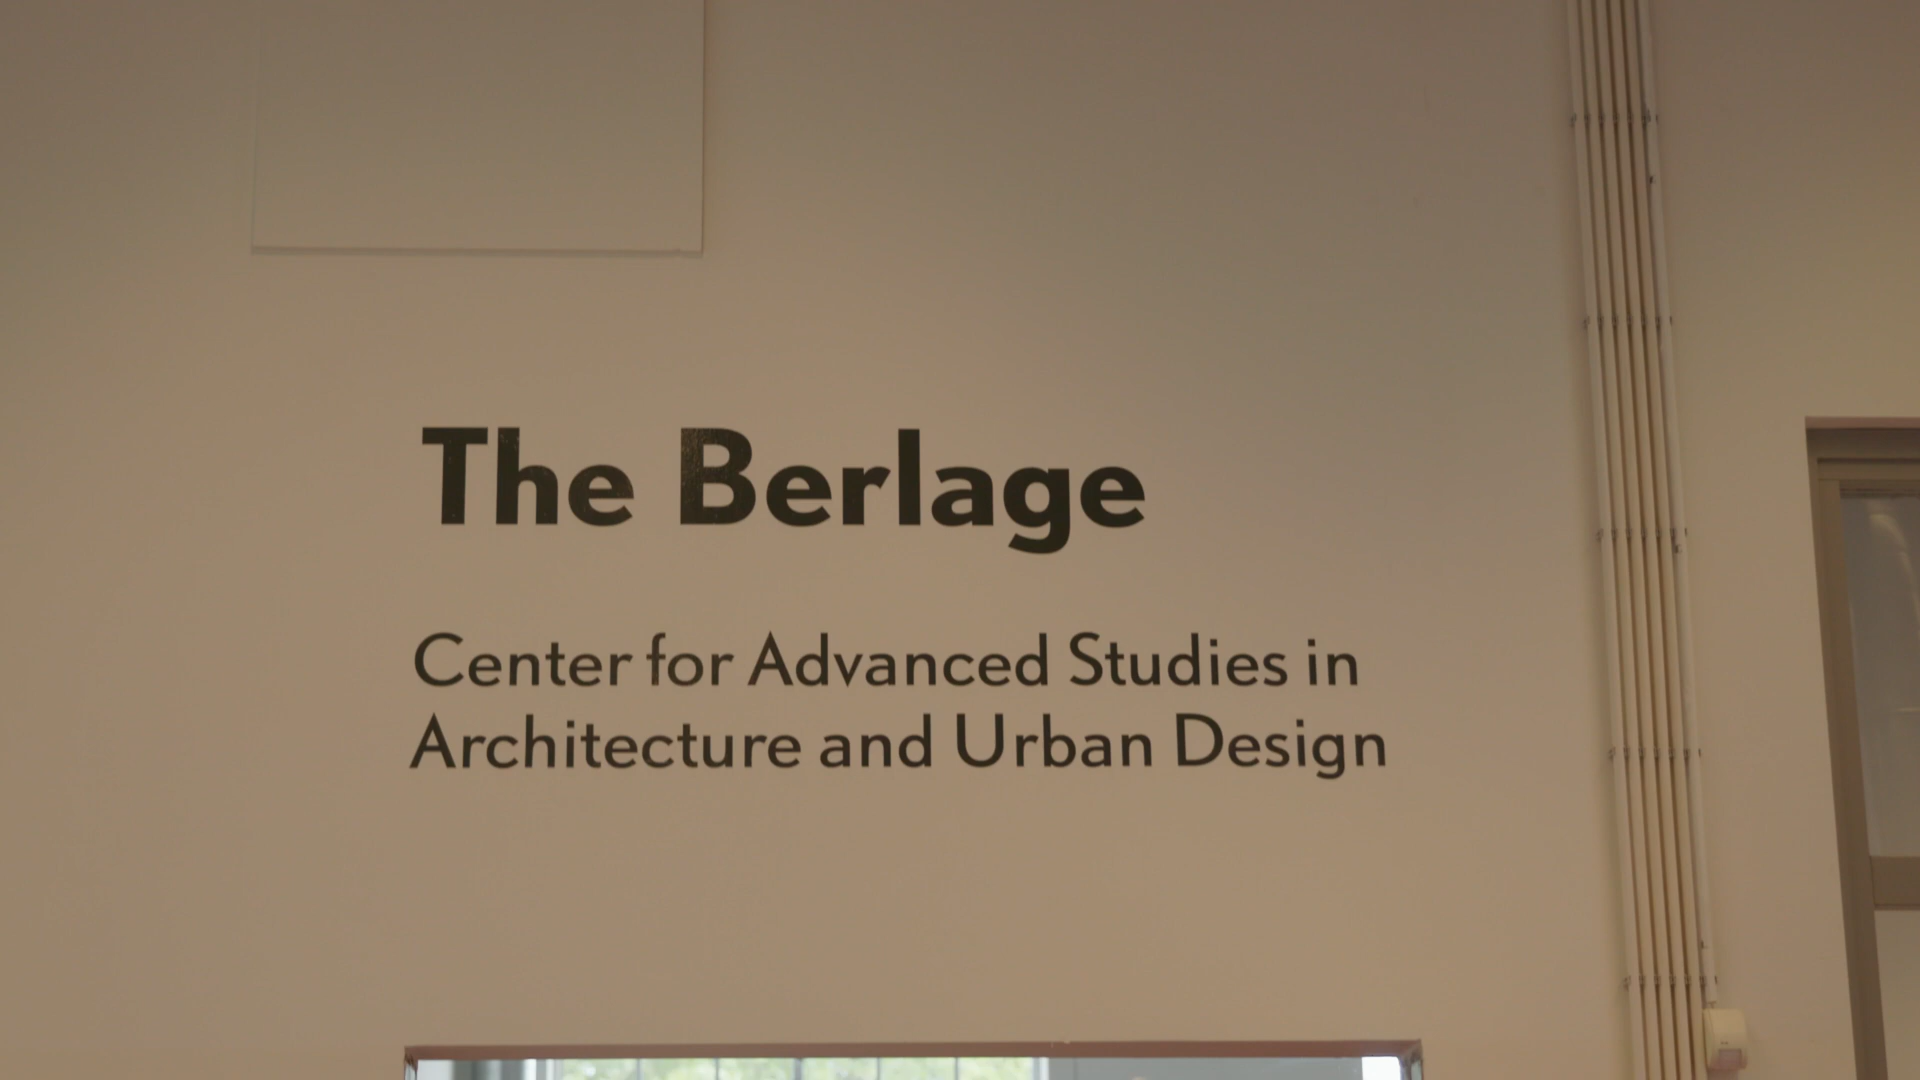 The Berlage
Center for Advanced Studies in
Architecture and Urban Design